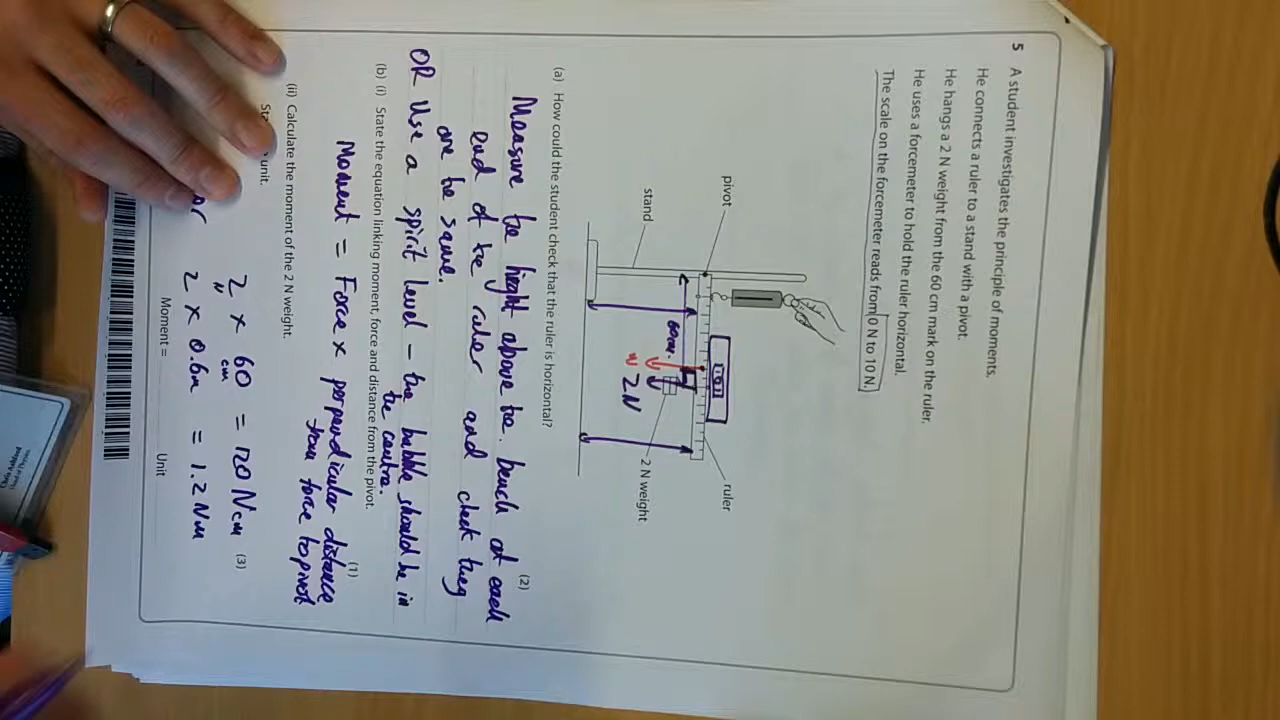 5 A student investigates the principle of moments.
He connects a ruler to a stand with a pivot.
He hangs a 2 N weight from the 60 cm mark on the ruler.
He uses a forcemeter to hold the ruler horizontal.
The scale on the forcemeter reads from 0 N to 10 N.
pivot
ruler
60cm.
2N
stand
2 N weight
(a) How could the student check that the ruler is horizontal?
(2)
Measure the height above the bench at each
end of the ruler and check they
are the same.
OR Use a spirit level – the bubble should be in
the centre.
(b) (i) State the equation linking moment, force and distance from the pivot.
(1)
Moment = Force x perpendicular distance
from force to pivot
(ii) Calculate the moment of the 2 N weight.
unit.
(3)
2 x 60 = 120 Ncm
N cm
or 2 x 0.6m = 1.2 Nm
Moment =
Unit
Chris